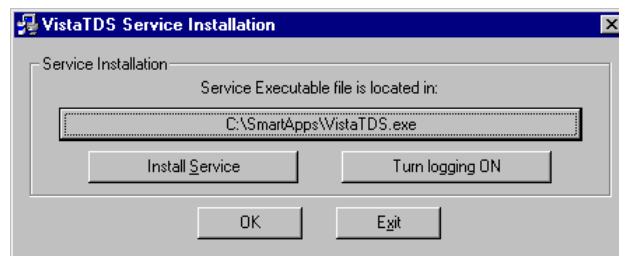 VistaTDS Service Installation
Service Installation
Service Executable file is located in:
C:\SmartApps\VistaTDS.exe
Install Service Turn logging ON
OK Exit